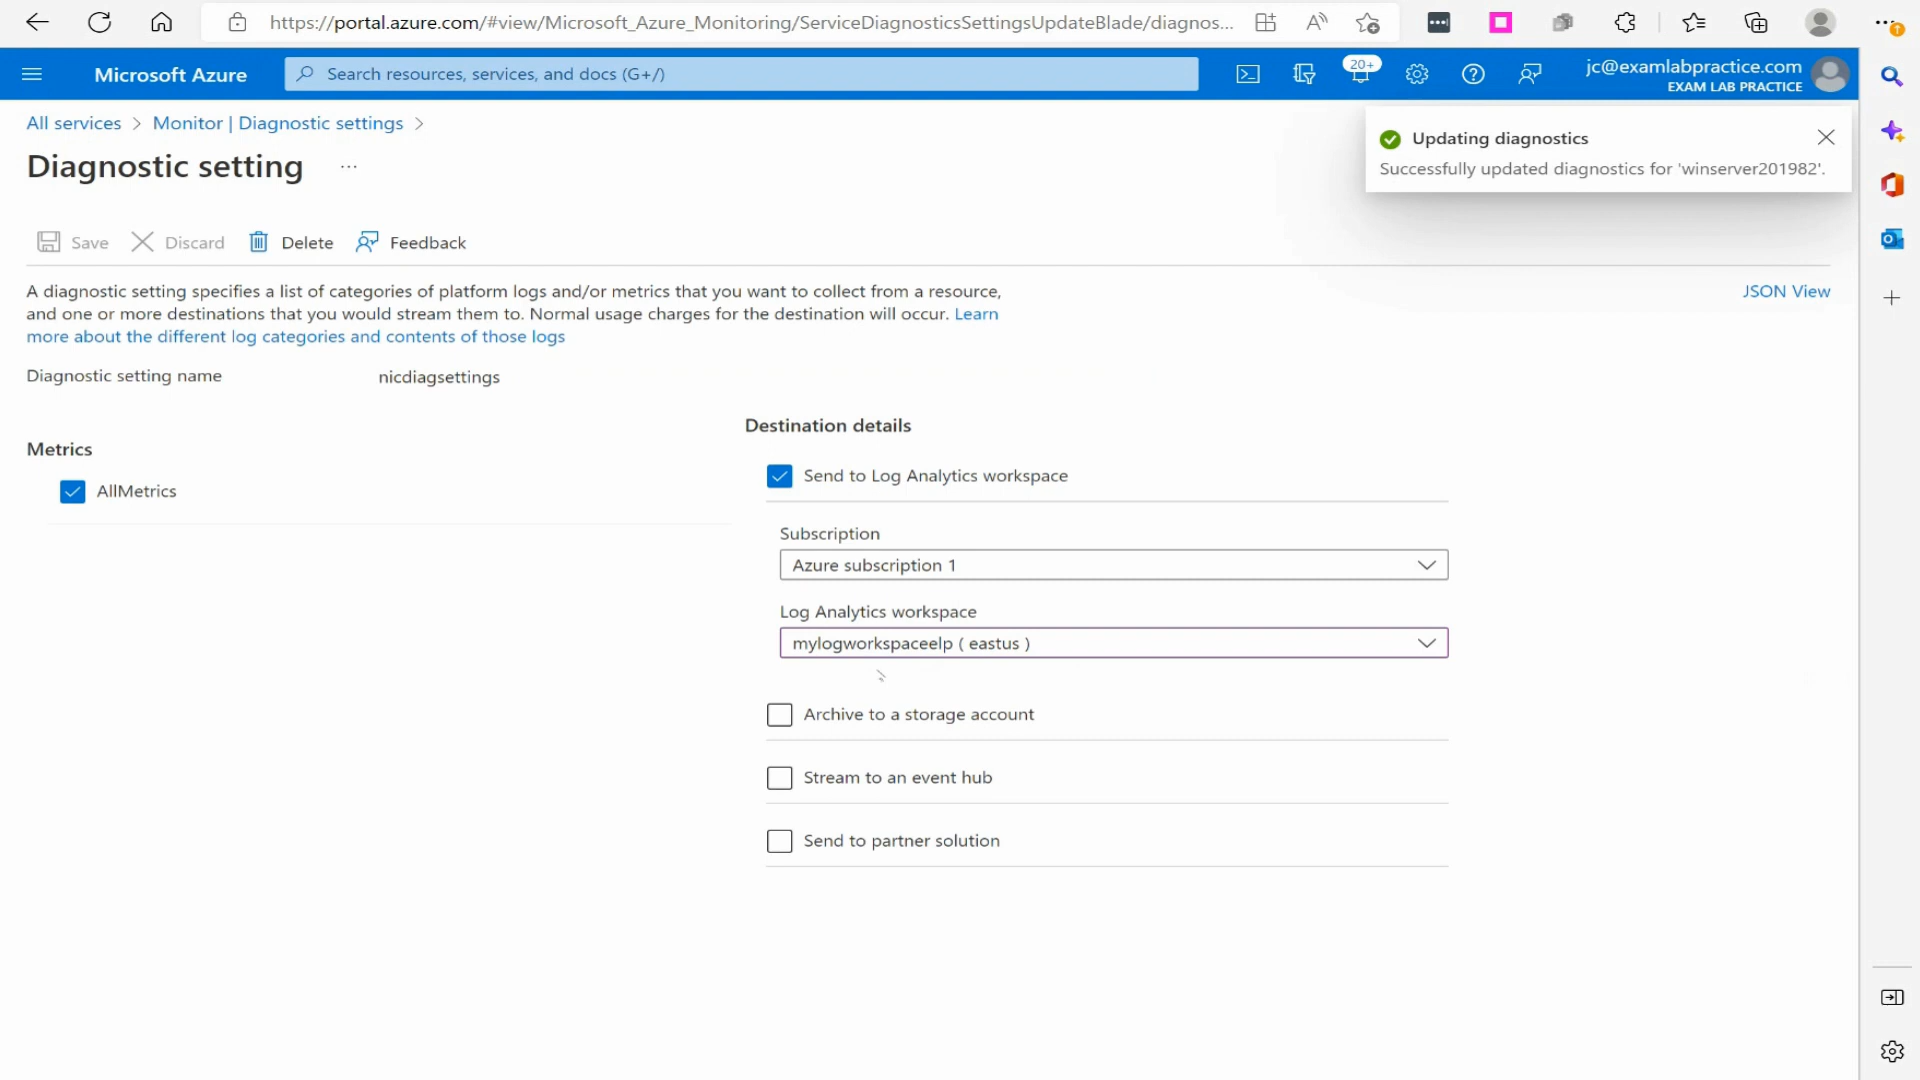 https://portal.azure.com/#view/Microsoft_Azure_Monitoring/ServiceDiagnosticsSettingsUpdateBlade/diagnos...
Microsoft Azure
Search resources, services, and docs (G+/)
20+
jc@examlabpractice.com
EXAM LAB PRACTICE
All services > Monitor | Diagnostic settings >
Updating diagnostics
Successfully updated diagnostics for 'winserver201982'.
Diagnostic setting ...
Save Discard Delete Feedback
A diagnostic setting specifies a list of categories of platform logs and/or metrics that you want to collect from a resource,
and one or more destinations that you would stream them to. Normal usage charges for the destination will occur. Learn
more about the different log categories and contents of those logs
JSON View
Diagnostic setting name nicdiagsettings
Destination details
Metrics
Send to Log Analytics workspace
AllMetrics
Subscription
Azure subscription 1
Log Analytics workspace
mylogworkspaceelp ( eastus )
Archive to a storage account
Stream to an event hub
Send to partner solution